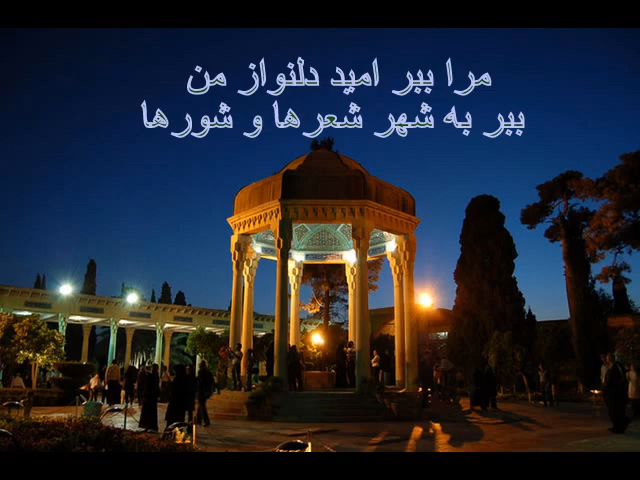 مرا ببر امید دلنواز من
ببر به شهر شعرها و شورها